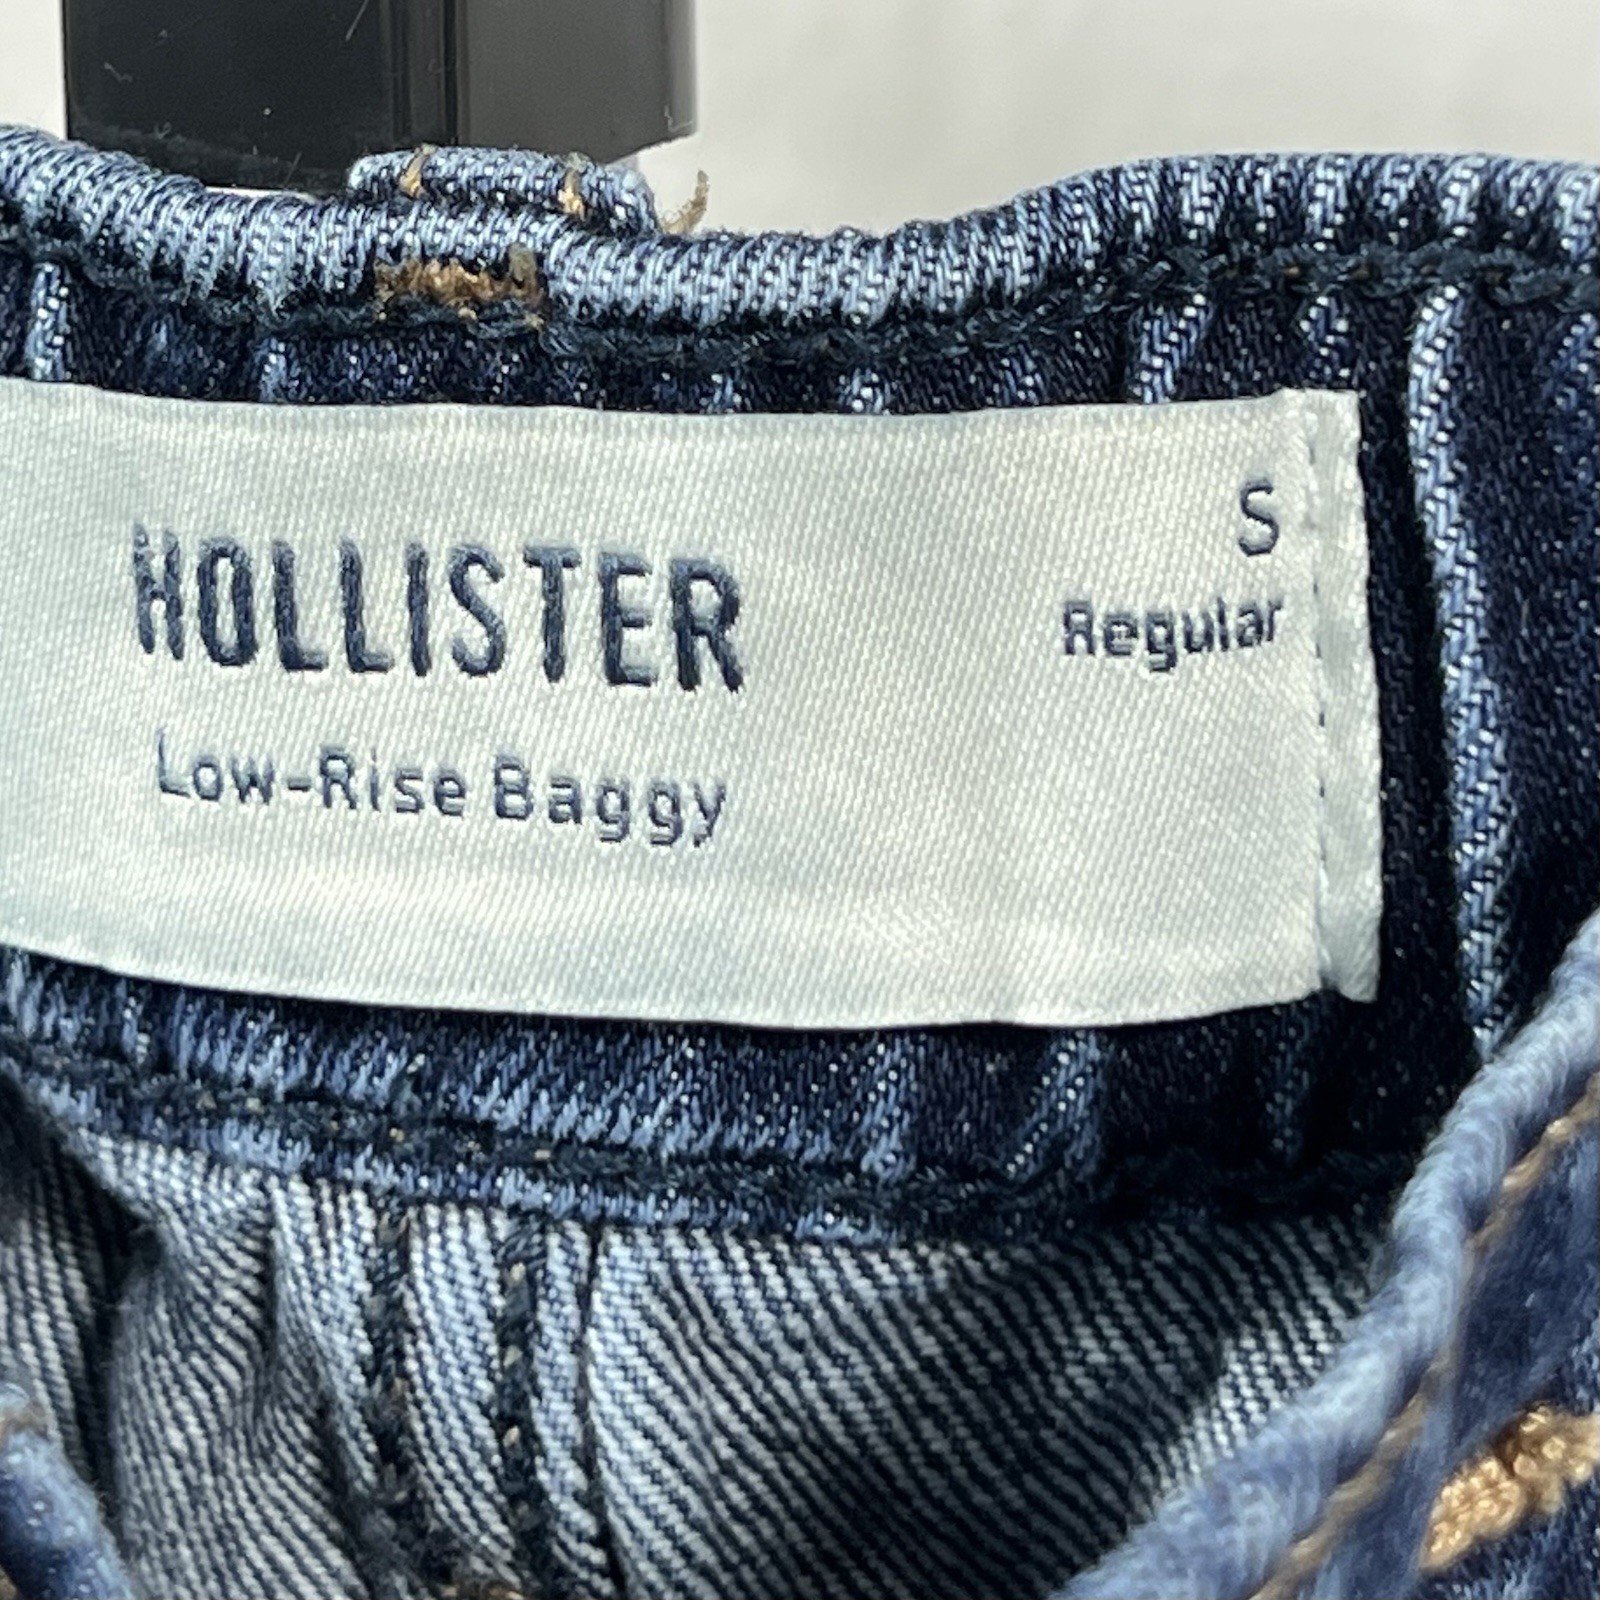 HOLLISTER
Low-Rise Baggy
S
Regular